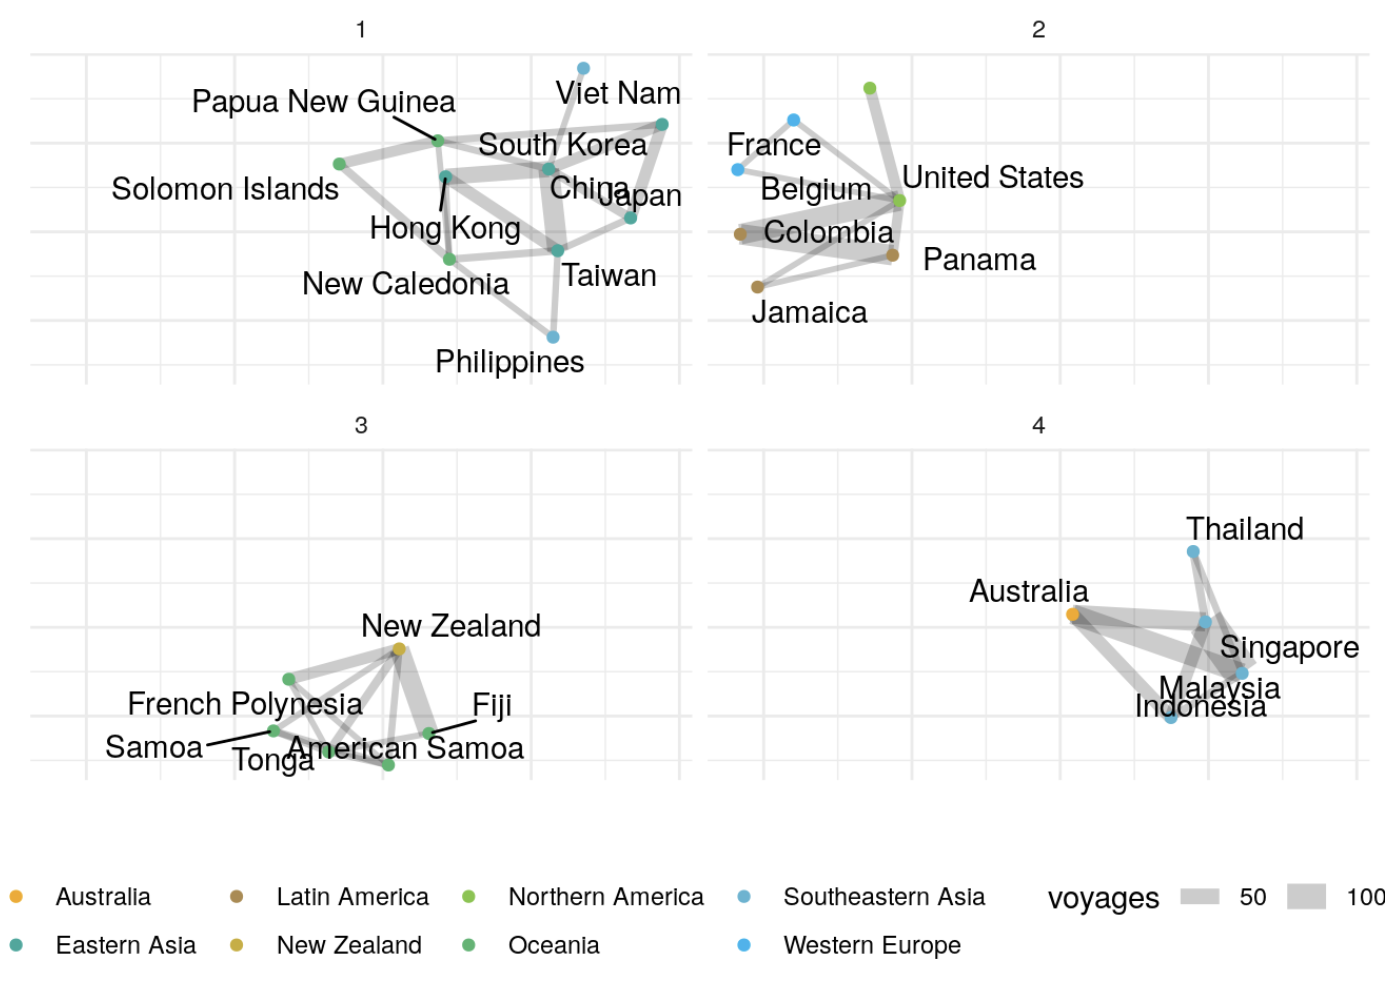 1
2
Viet Nam
Papua New Guinea
South Korea
Solomon Islands
China
Japan
Hong Kong
New Caledonia
Taiwan
Philippines
France
United States
Belgium
Colombia
Panama
Jamaica
3
4
New Zealand
French Polynesia
Fiji
Samoa
American Samoa
Tonga
Thailand
Australia
Singapore
Malaysia
Indonesia
Australia Latin America Northern America Southeastern Asia voyages 50 100
Eastern Asia New Zealand Oceania Western Europe